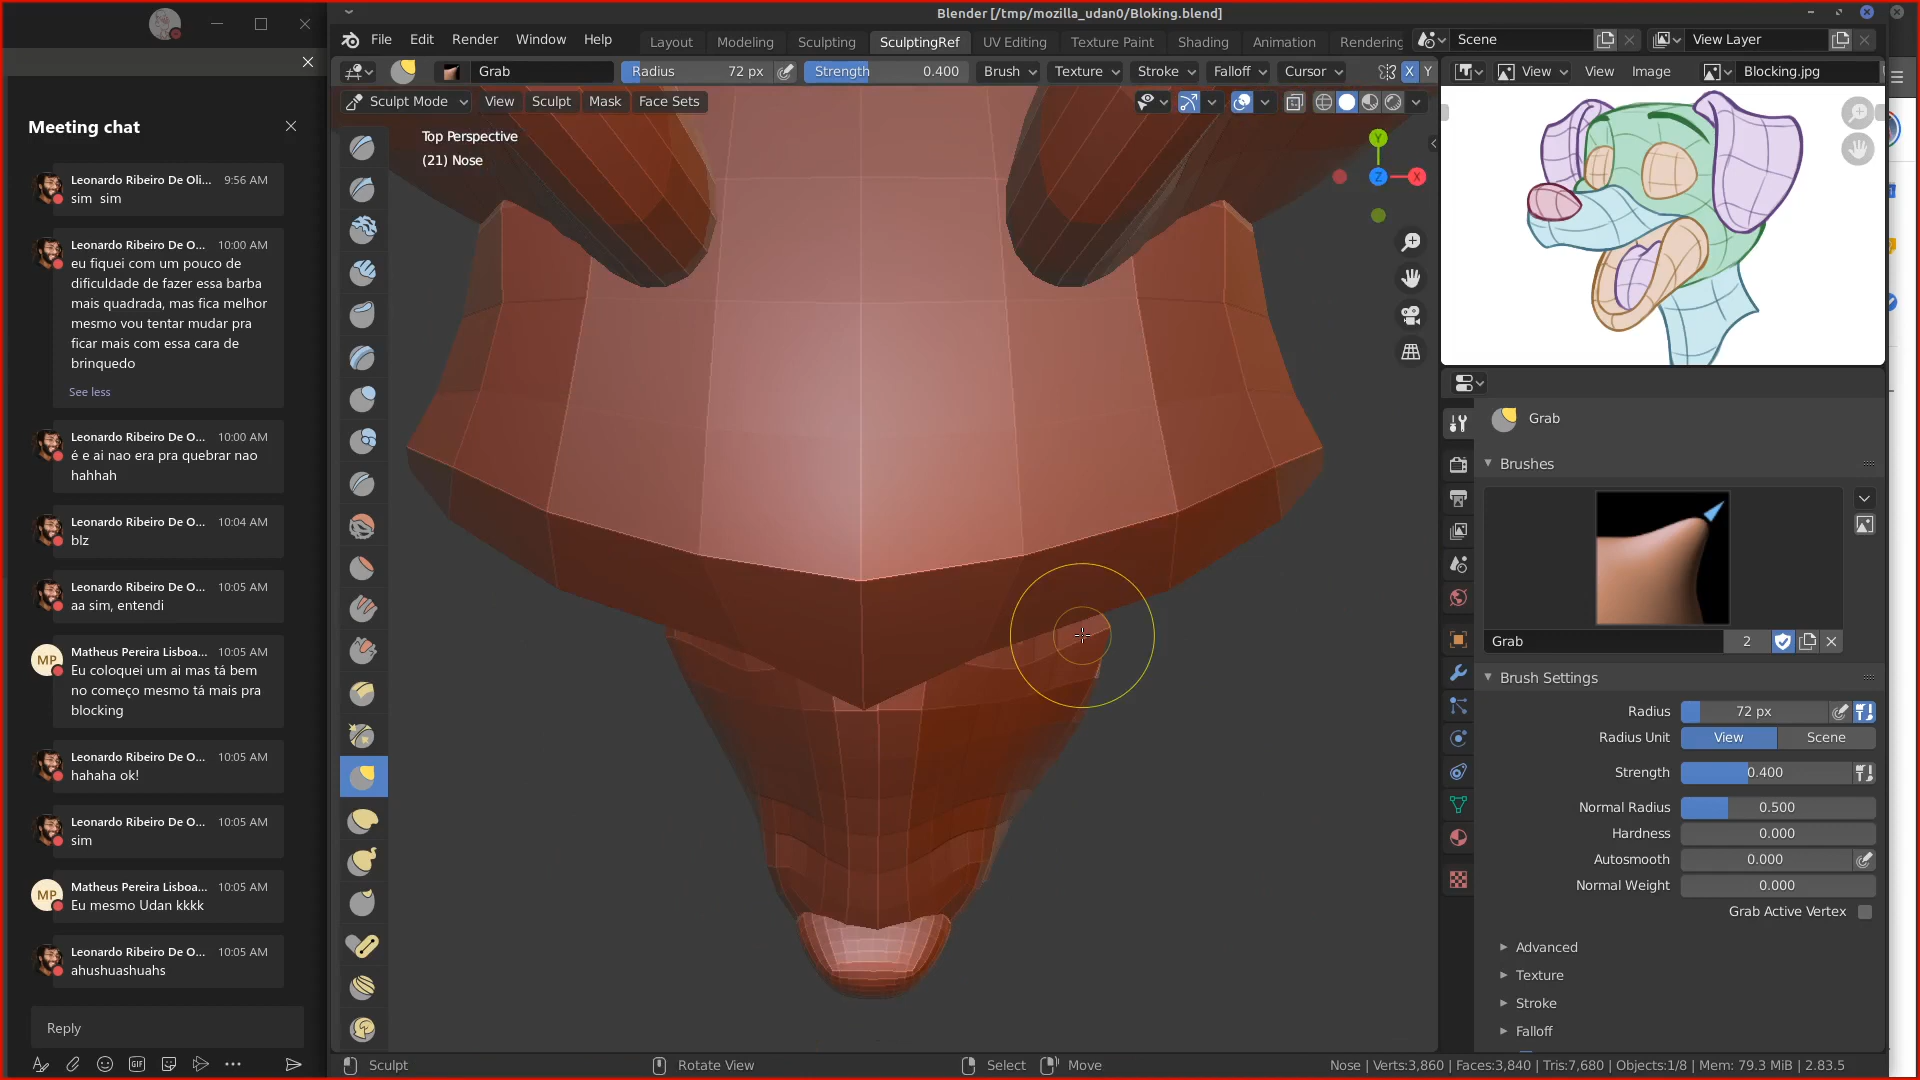 Blender [/tmp/mozilla_udan0/Bloking.blend]
File Edit Render Window Help
Layout Modeling Sculpting SculptingRef UV Editing Texture Paint Shading Animation Rendering
Scene
View Layer
Grab
Radius 72 px
Strength 0.400
Brush Texture Stroke Falloff Cursor
X Y
View View Image
Blocking.jpg
Sculpt Mode View Sculpt Mask Face Sets
Top Perspective
(21) Nose
Y
Z
X
Meeting chat
Leonardo Ribeiro De Oli... 9:56 AM
sim sim
Leonardo Ribeiro De O... 10:00 AM
eu fiquei com um pouco de
dificuldade de fazer essa barba
mais quadrada, mas fica melhor
mesmo vou tentar mudar pra
ficar mais com essa cara de
brinquedo
See less
Leonardo Ribeiro De O... 10:00 AM
é e ai nao era pra quebrar nao
hahhah
Leonardo Ribeiro De O... 10:04 AM
blz
Leonardo Ribeiro De O... 10:05 AM
aa sim, entendi
MP
Matheus Pereira Lisboa... 10:05 AM
Eu coloquei um ai mas tá bem
no começo mesmo tá mais pra
blocking
Leonardo Ribeiro De O... 10:05 AM
hahaha ok!
Leonardo Ribeiro De O... 10:05 AM
sim
MP
Matheus Pereira Lisboa... 10:05 AM
Eu mesmo Udan kkkk
Leonardo Ribeiro De O... 10:05 AM
ahushuashuahs
Reply
GIF
Grab
Brushes
Grab 2
Brush Settings
Radius 72 px
Radius Unit View Scene
Strength 0.400
Normal Radius 0.500
Hardness 0.000
Autosmooth 0.000
Normal Weight 0.000
Grab Active Vertex
Advanced
Texture
Stroke
Falloff
Sculpt Rotate View Select Move
Nose | Verts:3,860 | Faces:3,840 | Tris:7,680 | Objects:1/8 | Mem: 79.3 MiB | 2.83.5